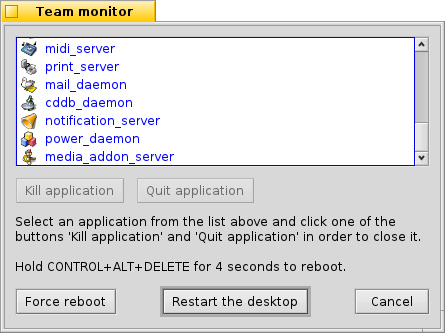 Team monitor
midi_server
print_server
mail_daemon
cddb_daemon
notification_server
power_daemon
media_addon_server
Kill application
Quit application
Select an application from the list above and click one of the
buttons 'Kill application' and 'Quit application' in order to close it.
Hold CONTROL+ALT+DELETE for 4 seconds to reboot.
Force reboot
Restart the desktop
Cancel